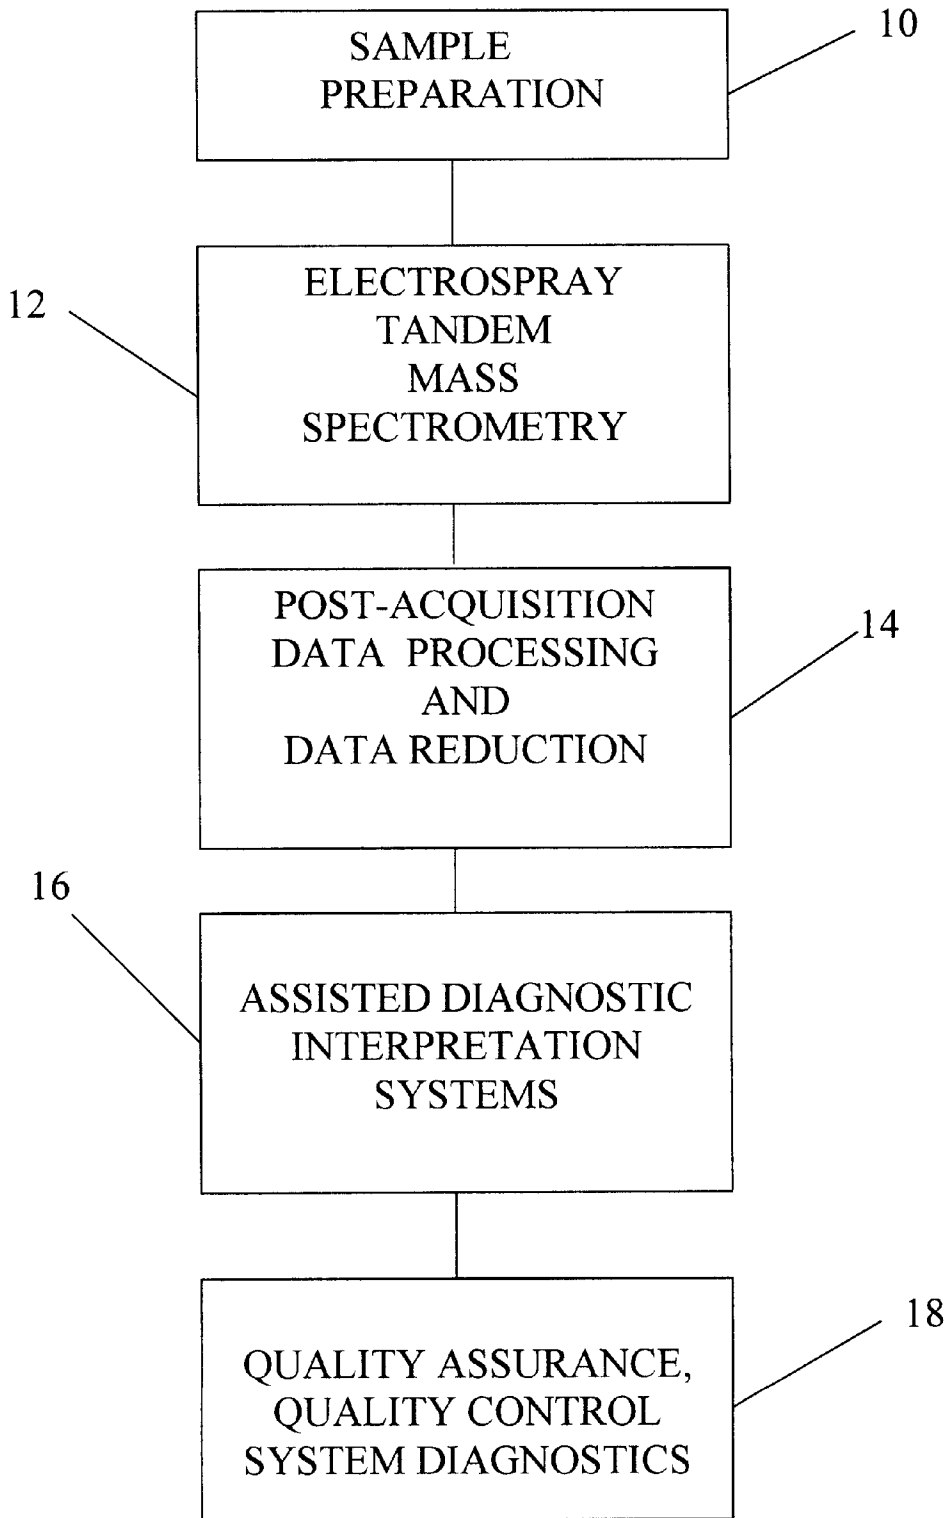 10
SAMPLE
PREPARATION
12
ELECTROSPRAY
TANDEM
MASS
SPECTROMETRY
14
POST-ACQUISITION
DATA PROCESSING
AND
DATA REDUCTION
16
ASSISTED DIAGNOSTIC
INTERPRETATION
SYSTEMS
18
QUALITY ASSURANCE,
QUALITY CONTROL
SYSTEM DIAGNOSTICS